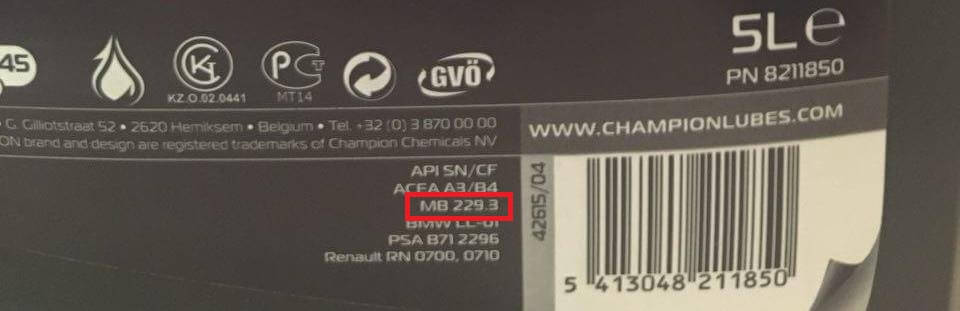 5L e
PN 8211850
45
KZ.O.02.0441
MT14
GVÖ
G. Gilliotstraat 52 • 2620 Hemiksem • Belgium • Tel. +32 (0) 3 870 00 00
brand and design are registered trademarks of Champion Chemicals NV
WWW.CHAMPIONLUBES.COM
API SN/CF
ACEA A3/B4
MB 229.3
BMW LL-01
PSA B71 2296
Renault RN 0700, 0710
42615/04
5 413048 211850